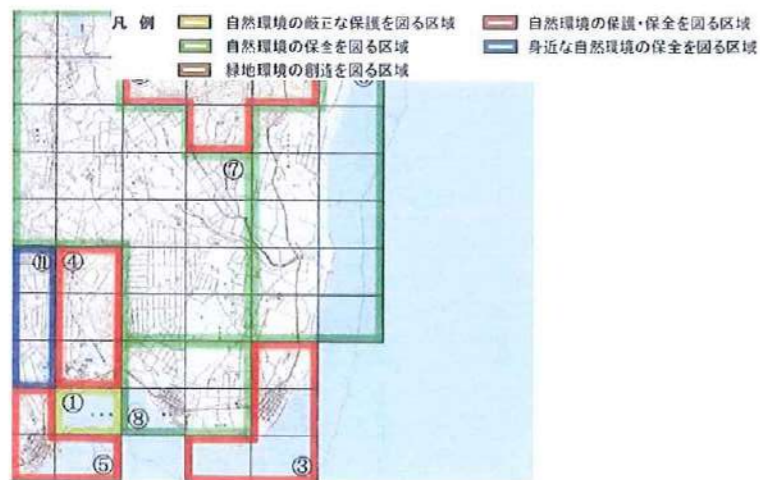 凡 例
自然環境の厳正な保護を図る区域
自然環境の保護・保全を図る区域
自然環境の保全を図る区域
身近な自然環境の保全を図る区域
緑地環境の創造を図る区域
⑦
⑪
④
①
⑧
⑤
③